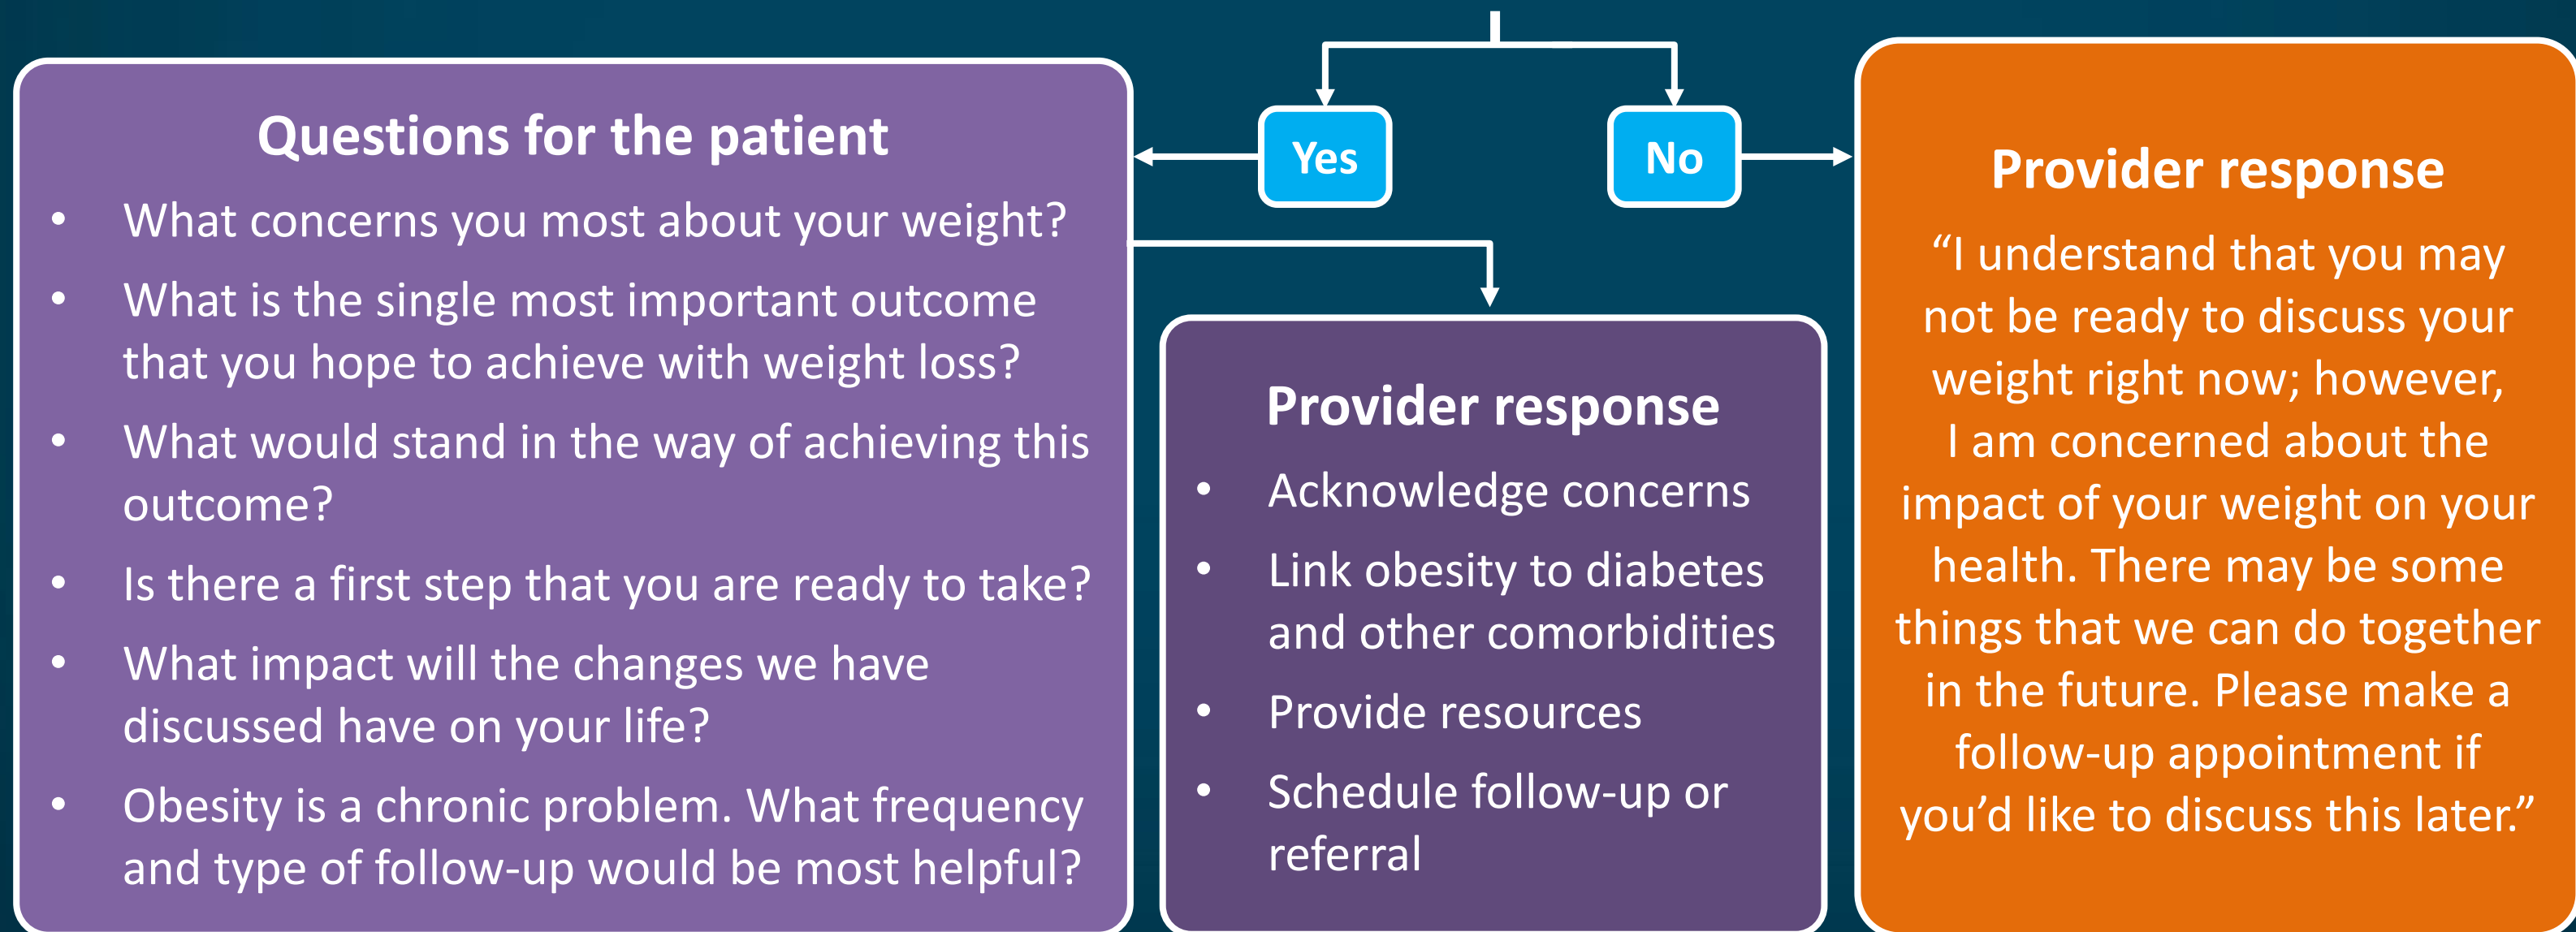 Yes
No
Questions for the patient
• What concerns you most about your weight?
• What is the single most important outcome
that you hope to achieve with weight loss?
• What would stand in the way of achieving this
outcome?
• Is there a first step that you are ready to take?
• What impact will the changes we have
discussed have on your life?
• Obesity is a chronic problem. What frequency
and type of follow-up would be most helpful?
Provider response
• Acknowledge concerns
• Link obesity to diabetes
and other comorbidities
• Provide resources
• Schedule follow-up or
referral
Provider response
“I understand that you may
not be ready to discuss your
weight right now; however,
I am concerned about the
impact of your weight on your
health. There may be some
things that we can do together
in the future. Please make a
follow-up appointment if
you’d like to discuss this later.”